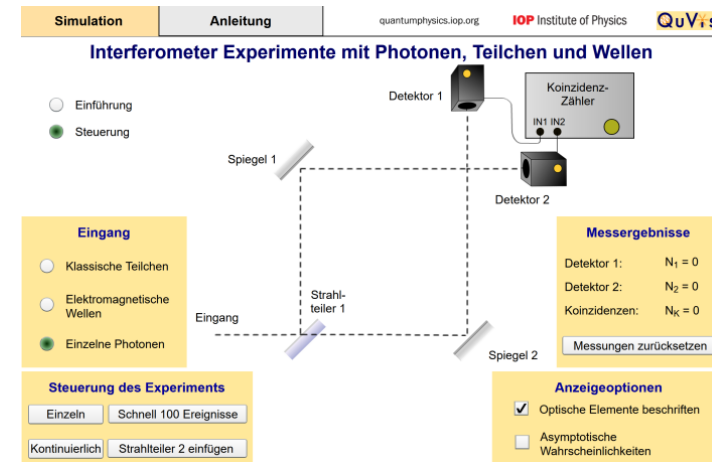 Simulation
Anleitung
quantumphysics.iop.org
IOP Institute of Physics
QuVis
Interferometer Experimente mit Photonen, Teilchen und Wellen
Einführung
Steuerung
Detektor 1
Koinzidenz-
Zähler
IN1 IN2
Spiegel 1
Detektor 2
Eingang
Klassische Teilchen
Elektromagnetische
Wellen
Einzelne Photonen
Eingang
Strahl-
teiler 1
Spiegel 2
Messergebnisse
Detektor 1: N₁ = 0
Detektor 2: N₂ = 0
Koinzidenzen: Nₖ = 0
Messungen zurücksetzen
Steuerung des Experiments
Einzeln
Schnell 100 Ereignisse
Kontinuierlich
Strahlteiler 2 einfügen
Anzeigeoptionen
Optische Elemente beschriften
Asymptotische
Wahrscheinlichkeiten